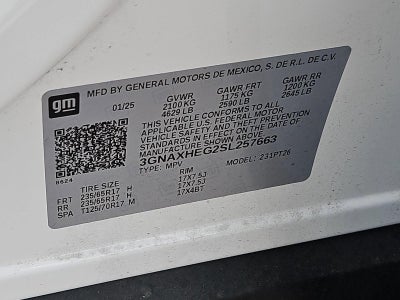 gm
MFD BY GENERAL MOTORS DE MEXICO, S. DE R.L. DE C.V.
01/25 GVWR GAWR FRT GAWR RR
2100 KG 1175 KG 1200 KG
4629 LB 2590 LB 2645 LB
THIS VEHICLE CONFORMS TO ALL
APPLICABLE U.S. FEDERAL MOTOR
VEHICLE SAFETY AND THEFT PREVENTION
STANDARDS IN EFFECT ON THE DATE OF
MANUFACTURE SHOWN ABOVE.
3GNAXHEG2SL257663
TYPE: MPV MODEL: 231PT26
8624
TIRE SIZE RIM
FRT 235/65R17 H 17X7.5J
RR 235/65R17 H 17X7.5J
SPA T125/70R17 M 17X4BT